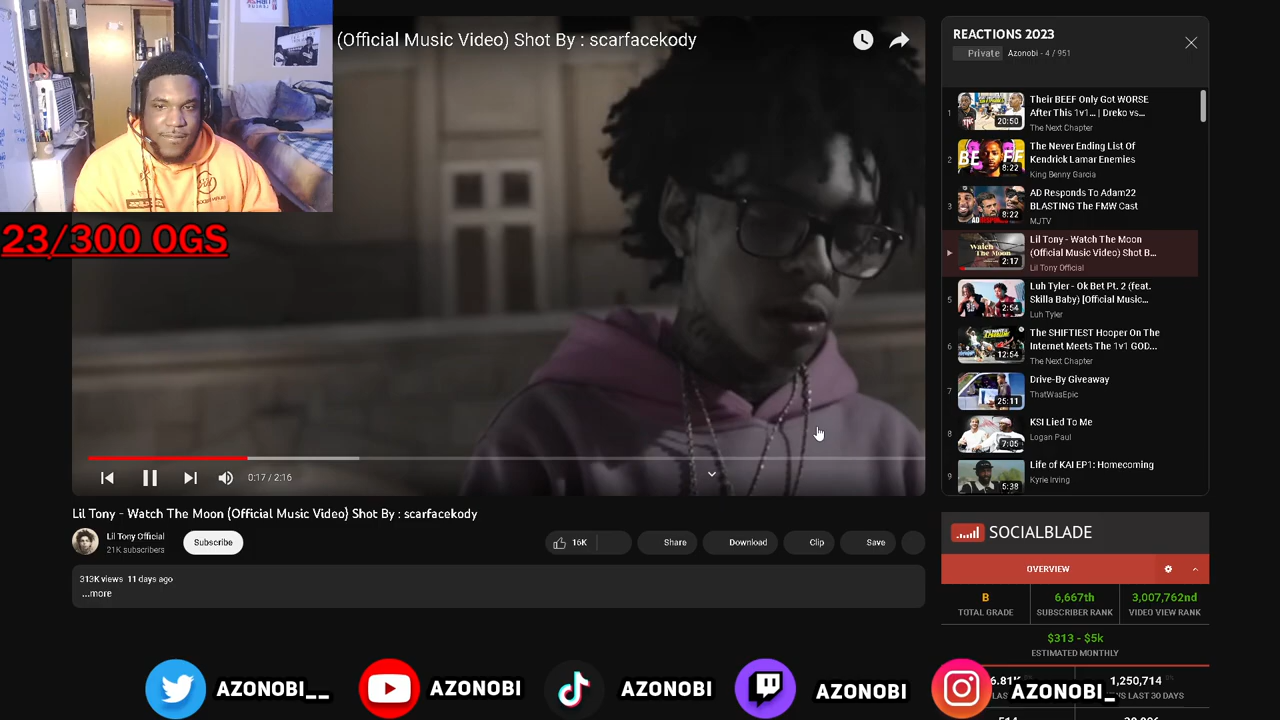 (Official Music Video) Shot By : scarfacekody
23/300 OGS
0:17 / 2:16
Lil Tony - Watch The Moon (Official Music Video) Shot By : scarfacekody
Lil Tony Official
21K subscribers
Subscribe
16K
Share
Download
Clip
Save
313K views 11 days ago
...more
REACTIONS 2023
Private Azonobi - 4 / 951
1
20:50
Their BEEF Only Got WORSE
After This 1v1... | Dreko vs...
The Next Chapter
2
BE FF
8:22
The Never Ending List Of
Kendrick Lamar Enemies
King Benny Garcia
3
8:22
AD Responds To Adam22
BLASTING The FMW Cast
MJTV
Watch
The Moon
2:17
Lil Tony - Watch The Moon
(Official Music Video) Shot B...
Lil Tony Official
5
2:54
Luh Tyler - Ok Bet Pt. 2 (feat.
Skilla Baby) [Official Music...
Luh Tyler
6
12:54
The SHIFTIEST Hooper On The
Internet Meets The 1v1 GOD...
The Next Chapter
7
25:11
Drive-By Giveaway
ThatWasEpic
8
7:05
KSI Lied To Me
Logan Paul
9
5:38
Life of KAI EP1: Homecoming
Kyrie Irving
SOCIALBLADE
OVERVIEW
B
TOTAL GRADE
6,667th
SUBSCRIBER RANK
3,007,762nd
VIDEO VIEW RANK
$313 - $5k
ESTIMATED MONTHLY
1,250,714
LAST 30 DAYS
AZONOBI__
AZONOBI
AZONOBI
AZONOBI
AZONOBI_